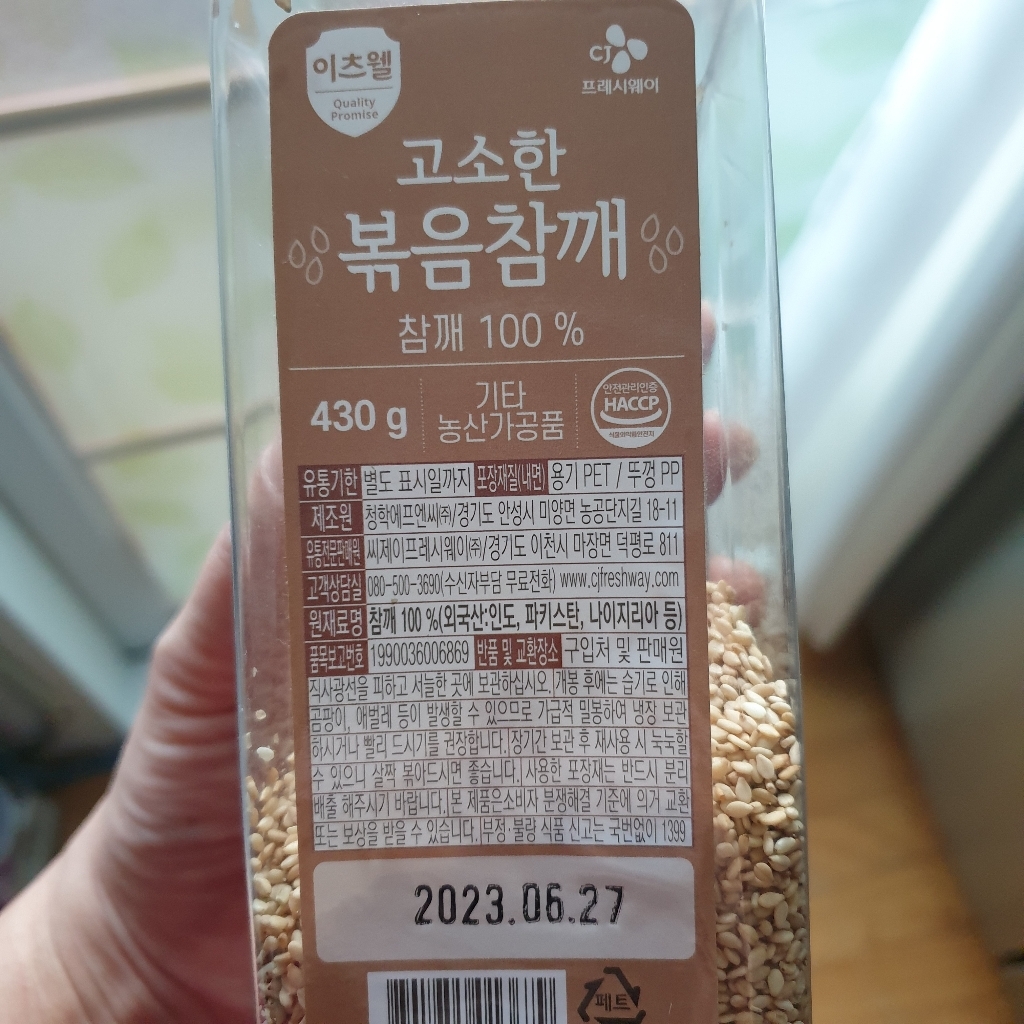 이츠웰
Quality
Promise
CJ
프레시웨이
고소한
볶음참깨
참깨 100 %
430 g
기타
농산가공품
안전관리인증
HACCP
식품의약품안전처
유통기한 별도 표시일까지 포장재질(내면) 용기 PET / 뚜껑 PP
제조원 청학에프엔씨㈜/경기도 안성시 미양면 농공단지길 18-11
유통전문판매원 씨제이프레시웨이㈜/경기도 이천시 마장면 덕평로 811
고객상담실 080-500-3690(수신자부담 무료전화) www.cjfreshway.com
원재료명 참깨 100 %(외국산:인도, 파키스탄, 나이지리아 등)
품목보고번호 1990036006869 반품 및 교환장소 구입처 및 판매원
직사광선을 피하고 서늘한 곳에 보관하십시오. 개봉 후에는 습기로 인해
곰팡이, 애벌레 등이 발생할 수 있으므로 가급적 밀봉하여 냉장 보관
하시거나 빨리 드시기를 권장합니다. 장기간 보관 후 재사용 시 눅눅할
수 있으니 살짝 볶아드시면 좋습니다. 사용한 포장재는 반드시 분리
배출 해주시기 바랍니다. 본 제품은소비자 분쟁해결 기준에 의거 교환
또는 보상을 받을 수 있습니다. 부정·불량 식품 신고는 국번없이 1399
2023.06.27
페트